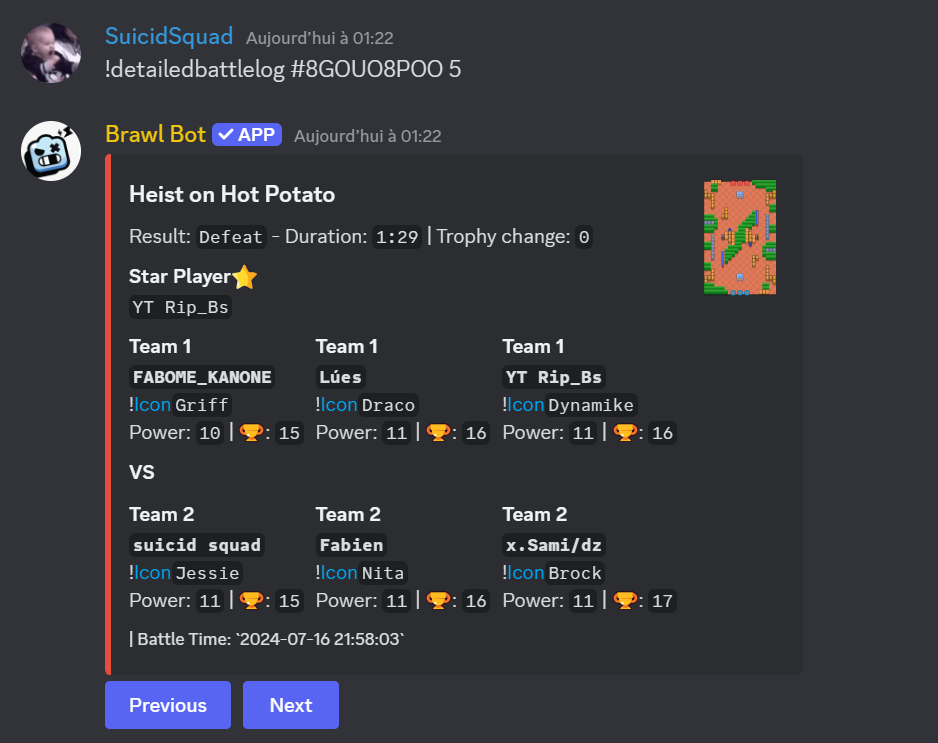 SuicidSquad Aujourd'hui à 01:22
!detailedbattlelog #8GOUO8POO 5
Brawl Bot APP Aujourd'hui à 01:22
Heist on Hot Potato
Result: Defeat - Duration: 1:29 | Trophy change: 0
Star Player⭐
YT Rip_Bs
Team 1 Team 1 Team 1
FABOME_KANONE Lúes YT Rip_Bs
!Icon Griff !Icon Draco !Icon Dynamike
Power: 10 | 🏆: 15 Power: 11 | 🏆: 16 Power: 11 | 🏆: 16
VS
Team 2 Team 2 Team 2
suicid squad Fabien x.Sami/dz
!Icon Jessie !Icon Nita !Icon Brock
Power: 11 | 🏆: 15 Power: 11 | 🏆: 16 Power: 11 | 🏆: 17
| Battle Time: `2024-07-16 21:58:03`
Previous Next